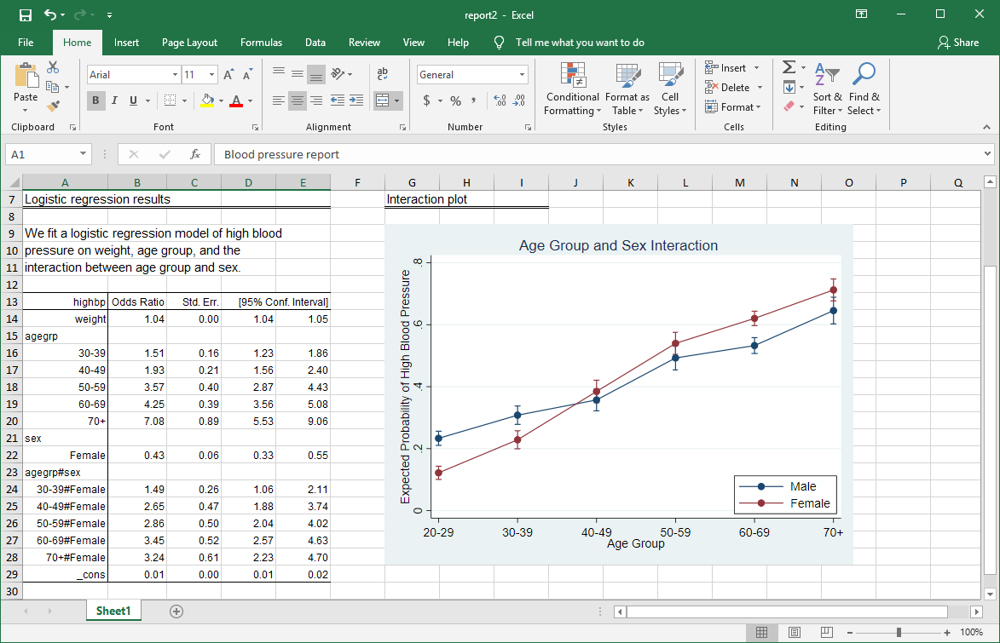 report2 - Excel
File Home Insert Page Layout Formulas Data Review View Help Tell me what you want to do Share
Paste
Arial 11
B I U
ab
General
$ % ,
Conditional Formatting
Format as Table
Cell Styles
Insert
Delete
Format
Sort & Filter
Find & Select
Clipboard Font Alignment Number Styles Cells Editing
A1 fx Blood pressure report
A B C D E F G H I J K L M N O P Q
7 Logistic regression results Interaction plot
8
9 We fit a logistic regression model of high blood
10 pressure on weight, age group, and the
11 interaction between age group and sex.
12
13 highbp Odds Ratio Std. Err. [95% Conf. Interval]
14 weight 1.04 0.00 1.04 1.05
15 agegrp
16 30-39 1.51 0.16 1.23 1.86
17 40-49 1.93 0.21 1.56 2.40
18 50-59 3.57 0.40 2.87 4.43
19 60-69 4.25 0.39 3.56 5.08
20 70+ 7.08 0.89 5.53 9.06
21 sex
22 Female 0.43 0.06 0.33 0.55
23 agegrp#sex
24 30-39#Female 1.49 0.26 1.06 2.11
25 40-49#Female 2.65 0.47 1.88 3.74
26 50-59#Female 2.86 0.50 2.04 4.02
27 60-69#Female 3.45 0.52 2.57 4.63
28 70+#Female 3.24 0.61 2.23 4.70
29 _cons 0.01 0.00 0.01 0.02
30
Age Group and Sex Interaction
Expected Probability of High Blood Pressure
.8
.6
.4
.2
0
Male
Female
20-29 30-39 40-49 50-59 60-69 70+
Age Group
Sheet1
100%